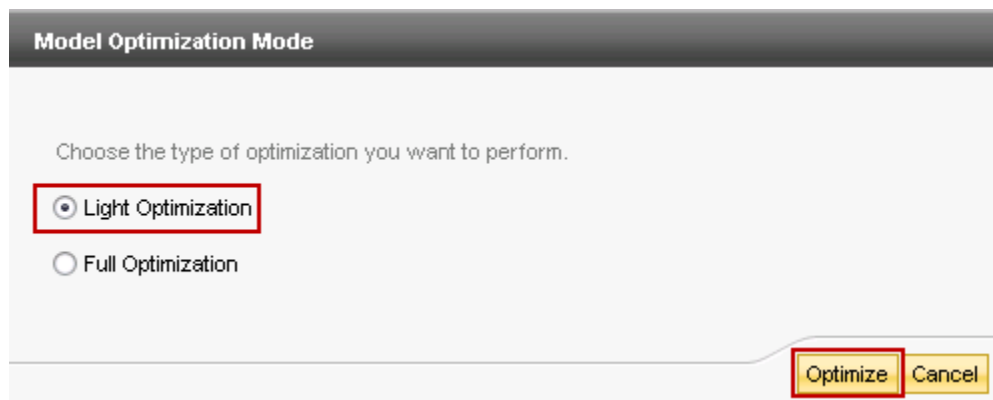 Model Optimization Mode
Choose the type of optimization you want to perform.
Light Optimization
Full Optimization
Optimize Cancel